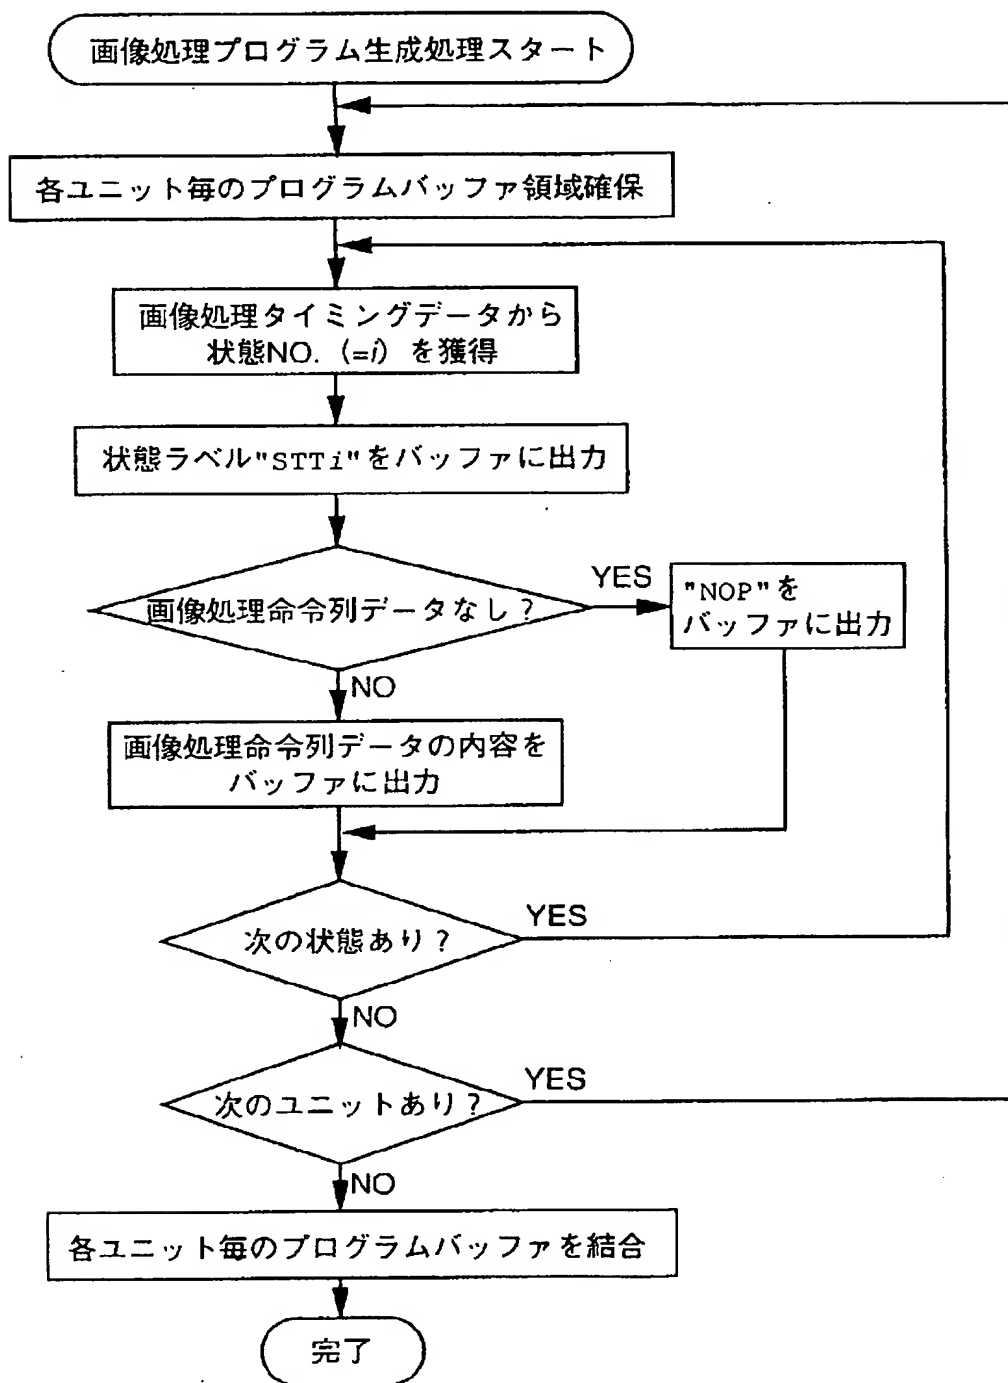 画像処理プログラム生成処理スタート
各ユニット毎のプログラムバッファ領域確保
画像処理タイミングデータから
状態NO. (=i) を獲得
状態ラベル"STTi"をバッファに出力
画像処理命令列データなし?
YES
"NOP"を
バッファに出力
NO
画像処理命令列データの内容を
バッファに出力
次の状態あり?
YES
NO
次のユニットあり?
YES
NO
各ユニット毎のプログラムバッファを結合
完了